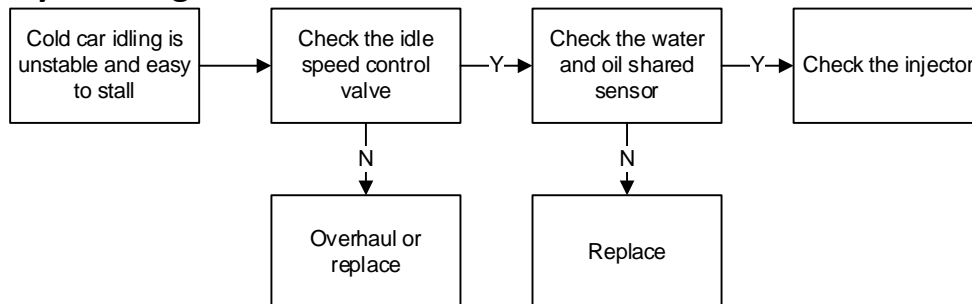 Cold car idling is
unstable and easy
to stall
Check the idle
speed control
valve
Y
Check the water
and oil shared
sensor
Y
Check the injector
N
N
Overhaul or
replace
Replace